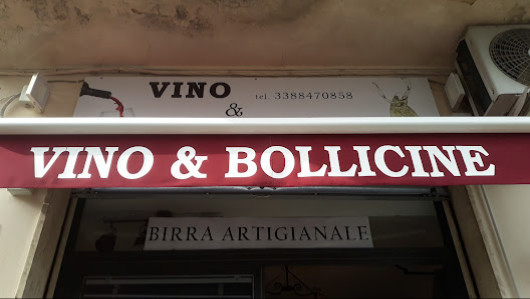 VINO tel. 3388470858
&
VINO & BOLLICINE
BIRRA ARTIGIANALE